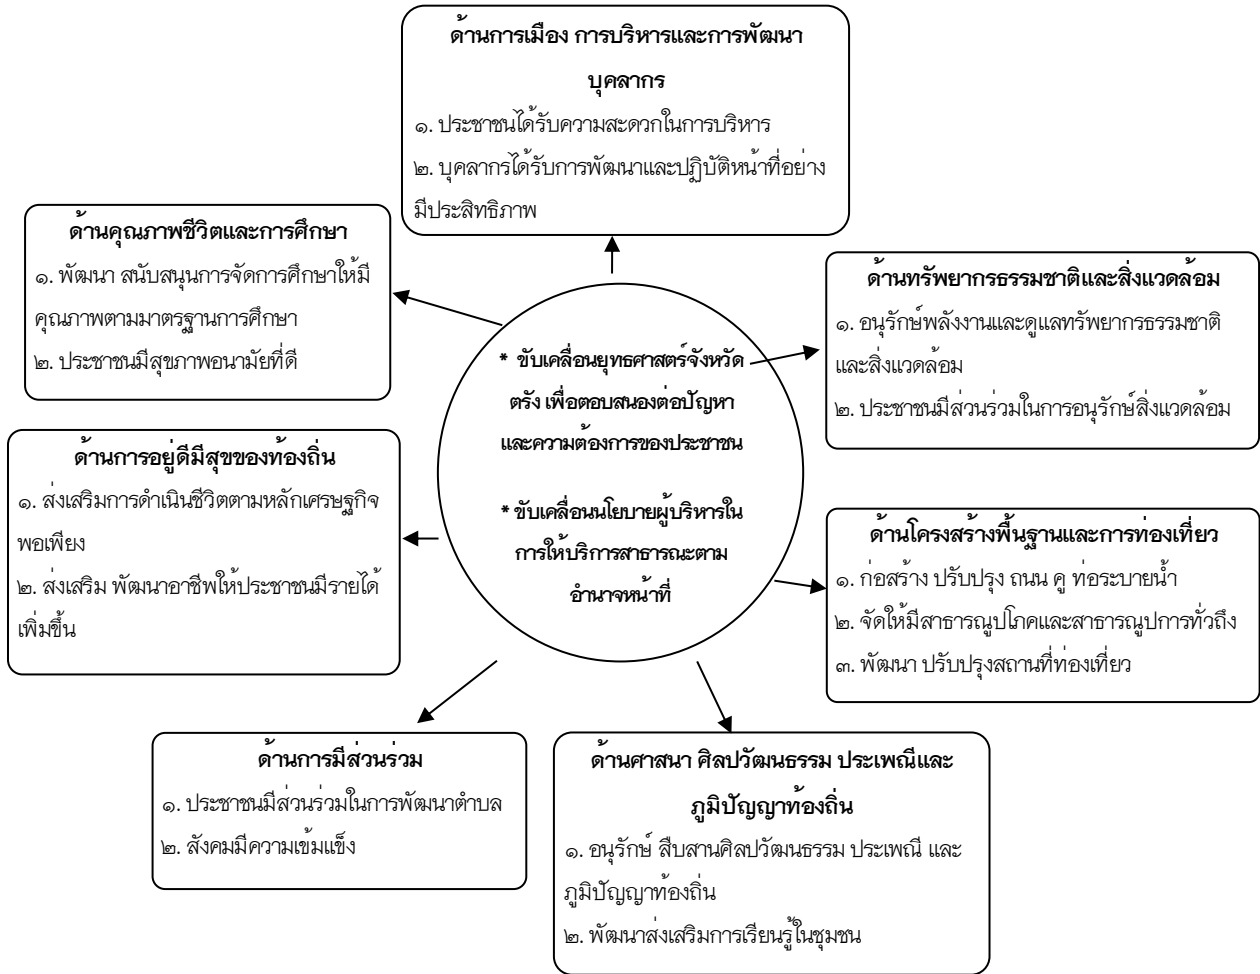 ด้านการเมือง การบริหารและการพัฒนา
บุคลากร
๑. ประชาชนได้รับความสะดวกในการบริหาร
๒. บุคลากรได้รับการพัฒนาและปฏิบัติหน้าที่อย่าง
มีประสิทธิภาพ
ด้านคุณภาพชีวิตและการศึกษา
๑. พัฒนา สนับสนุนการจัดการศึกษาให้มี
คุณภาพตามมาตรฐานการศึกษา
๒. ประชาชนมีสุขภาพอนามัยที่ดี
ด้านทรัพยากรธรรมชาติและสิ่งแวดล้อม
๑. อนุรักษ์พลังงานและดูแลทรัพยากรธรรมชาติ
และสิ่งแวดล้อม
๒. ประชาชนมีส่วนร่วมในการอนุรักษ์สิ่งแวดล้อม
* ขับเคลื่อนยุทธศาสตร์จังหวัด
ตรัง เพื่อตอบสนองต่อปัญหา
และความต้องการของประชาชน
* ขับเคลื่อนนโยบายผู้บริหารใน
การให้บริการสาธารณะตาม
อำนาจหน้าที่
ด้านการอยู่ดีมีสุขของท้องถิ่น
๑. ส่งเสริมการดำเนินชีวิตตามหลักเศรษฐกิจ
พอเพียง
๒. ส่งเสริม พัฒนาอาชีพให้ประชาชนมีรายได้
เพิ่มขึ้น
ด้านโครงสร้างพื้นฐานและการท่องเที่ยว
๑. ก่อสร้าง ปรับปรุง ถนน คู ท่อระบายน้ำ
๒. จัดให้มีสาธารณูปโภคและสาธารณูปการทั่วถึง
๓. พัฒนา ปรับปรุงสถานที่ท่องเที่ยว
ด้านการมีส่วนร่วม
๑. ประชาชนมีส่วนร่วมในการพัฒนาตำบล
๒. สังคมมีความเข้มแข็ง
ด้านศาสนา ศิลปวัฒนธรรม ประเพณีและ
ภูมิปัญญาท้องถิ่น
๑. อนุรักษ์ สืบสานศิลปวัฒนธรรม ประเพณี และ
ภูมิปัญญาท้องถิ่น
๒. พัฒนาส่งเสริมการเรียนรู้ในชุมชน